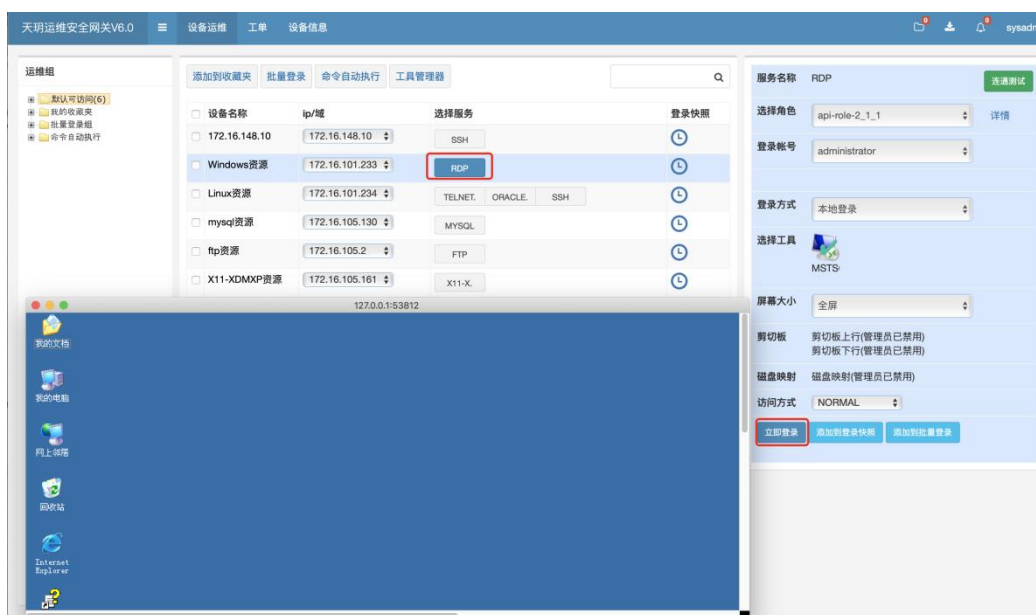 天玥运维安全网关V6.0 设备运维 工单 设备信息
运维组
默认可访问(6)
我的收藏夹
批量登录组
命令自动执行
添加到收藏夹 批量登录 命令自动执行 工具管理器
设备名称 ip/域 选择服务 登录快照
172.16.148.10 172.16.148.10 SSH
Windows资源 172.16.101.233 RDP
Linux资源 172.16.101.234 TELNET. ORACLE. SSH
mysql资源 172.16.105.130 MYSQL
ftp资源 172.16.105.2 FTP
X11-XDMXP资源 172.16.105.161 X11-X.
服务名称 RDP 连通测试
选择角色 api-role-2_1_1 详情
登录帐号 administrator
登录方式 本地登录
选择工具
MSTS
屏幕大小 全屏
剪切板 剪切板上行(管理员已禁用)
剪切板下行(管理员已禁用)
磁盘映射 磁盘映射(管理员已禁用)
访问方式 NORMAL
立即登录 添加到登录快照 添加到批量登录
127.0.0.1:53812
我的文档
我的电脑
网上邻居
回收站
Internet
Explorer